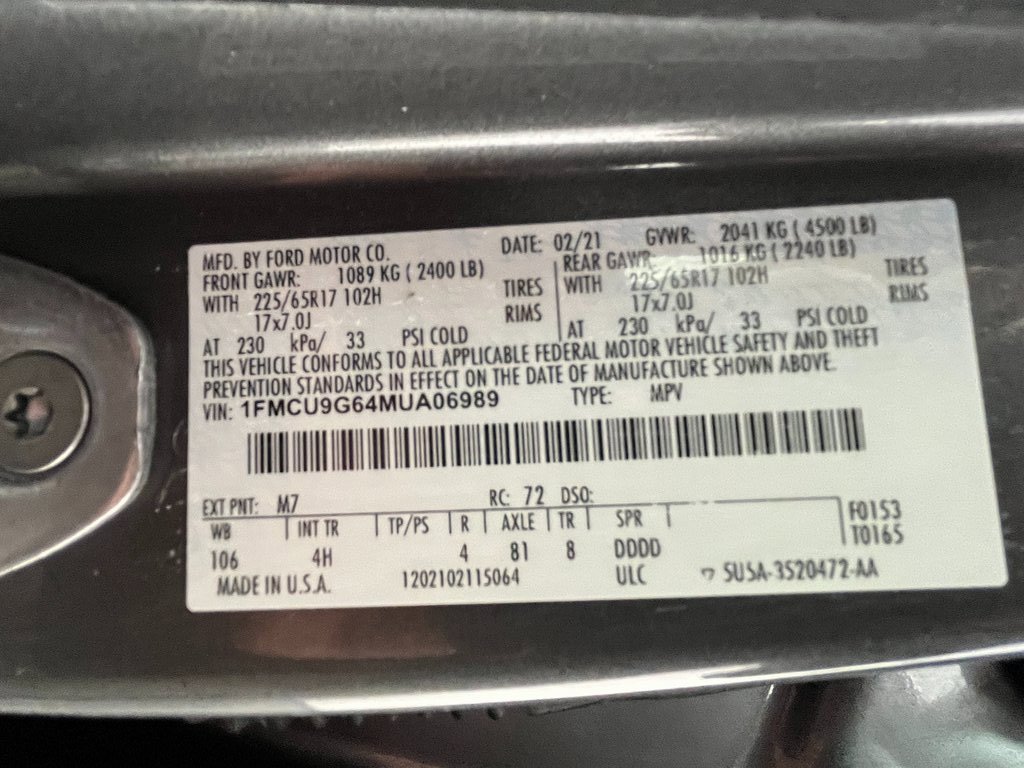 MFD. BY FORD MOTOR CO. DATE: 02/21 GVWR: 2041 KG ( 4500 LB)
FRONT GAWR: 1089 KG ( 2400 LB) REAR GAWR: 1016 KG ( 2240 LB)
WITH 225/65R17 102H TIRES WITH 225/65R17 102H TIRES
17x7.0J RIMS 17x7.0J RIMS
AT 230 kPa/ 33 PSI COLD AT 230 kPa/ 33 PSI COLD
THIS VEHICLE CONFORMS TO ALL APPLICABLE FEDERAL MOTOR VEHICLE SAFETY AND THEFT
PREVENTION STANDARDS IN EFFECT ON THE DATE OF MANUFACTURE SHOWN ABOVE.
VIN: 1FMCU9G64MUA06989 TYPE: MPV
EXT PNT: M7 RC: 72 DSO:
WB INT TR TP/PS R AXLE TR SPR F0153
106 4H 4 81 8 DDDD T0165
MADE IN U.S.A. 1202102115064 ULC 5U5A-3520472-AA